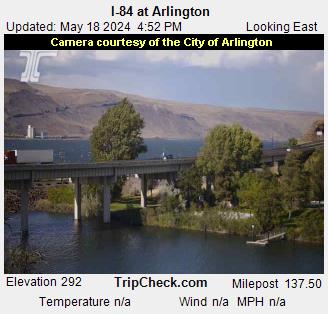 I-84 at Arlington
Updated: May 18 2024 4:52 PM Looking East
Camera courtesy of the City of Arlington
Elevation 292 TripCheck.com Milepost 137.50
Temperature n/a Wind n/a MPH n/a